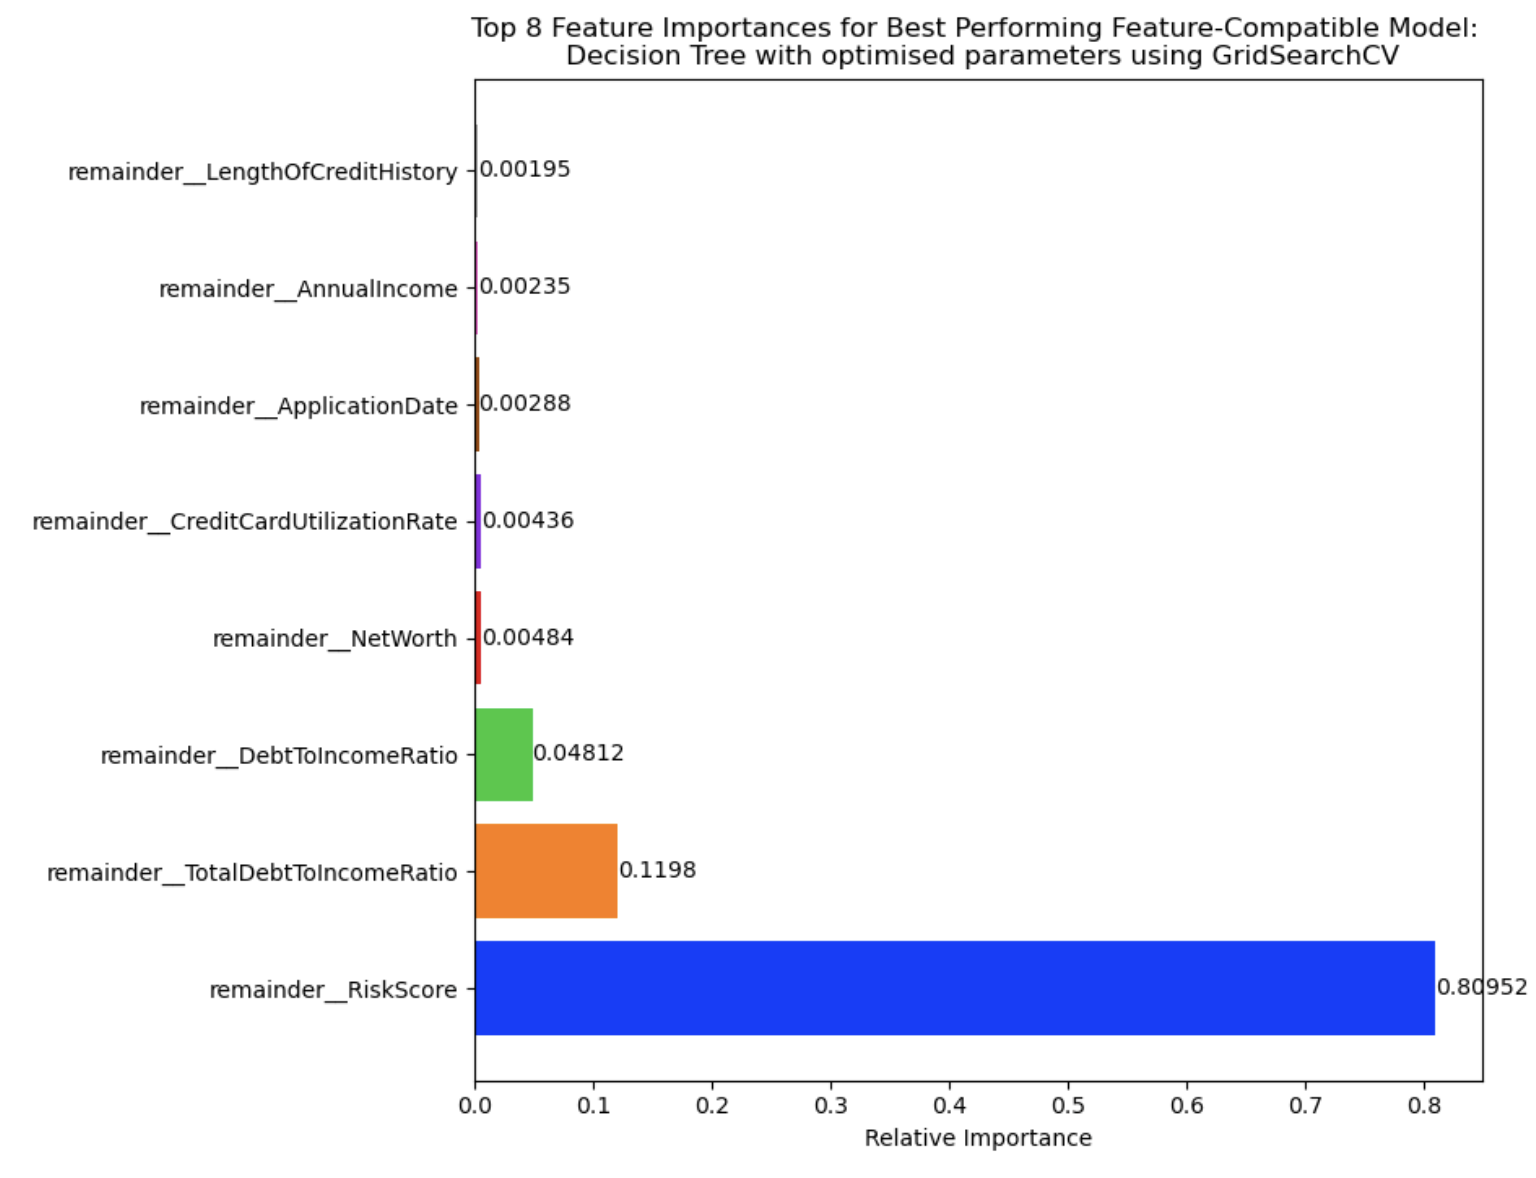 Top 8 Feature Importances for Best Performing Feature-Compatible Model:
Decision Tree with optimised parameters using GridSearchCV
remainder__LengthOfCreditHistory 0.00195
remainder__AnnualIncome 0.00235
remainder__ApplicationDate 0.00288
remainder__CreditCardUtilizationRate 0.00436
remainder__NetWorth 0.00484
remainder__DebtToIncomeRatio 0.04812
remainder__TotalDebtToIncomeRatio 0.1198
remainder__RiskScore 0.80952
0.0 0.1 0.2 0.3 0.4 0.5 0.6 0.7 0.8
Relative Importance